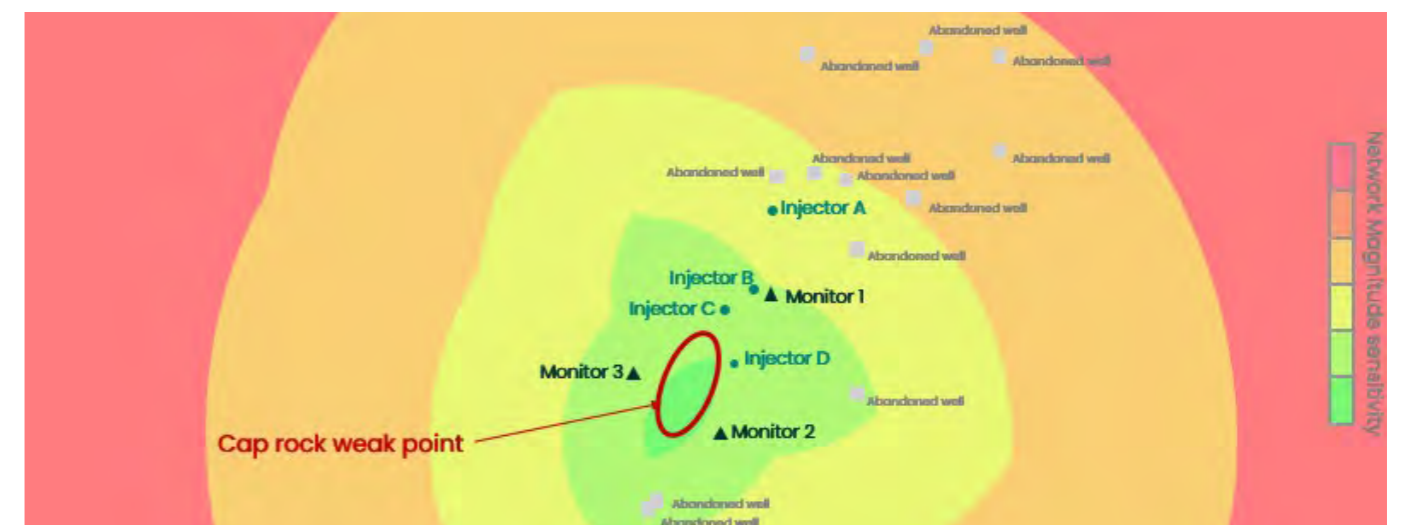 Abandoned well
Abandoned well
Abandoned well
Abandoned well
Abandoned well
Abandoned well
Abandoned well
Injector A
Abandoned well
Abandoned well
Injector B
Monitor 1
Injector C
Injector D
Monitor 3
Abandoned well
Monitor 2
Cap rock weak point
Abandoned well
Abandoned well
Network Magnitude sensitivity